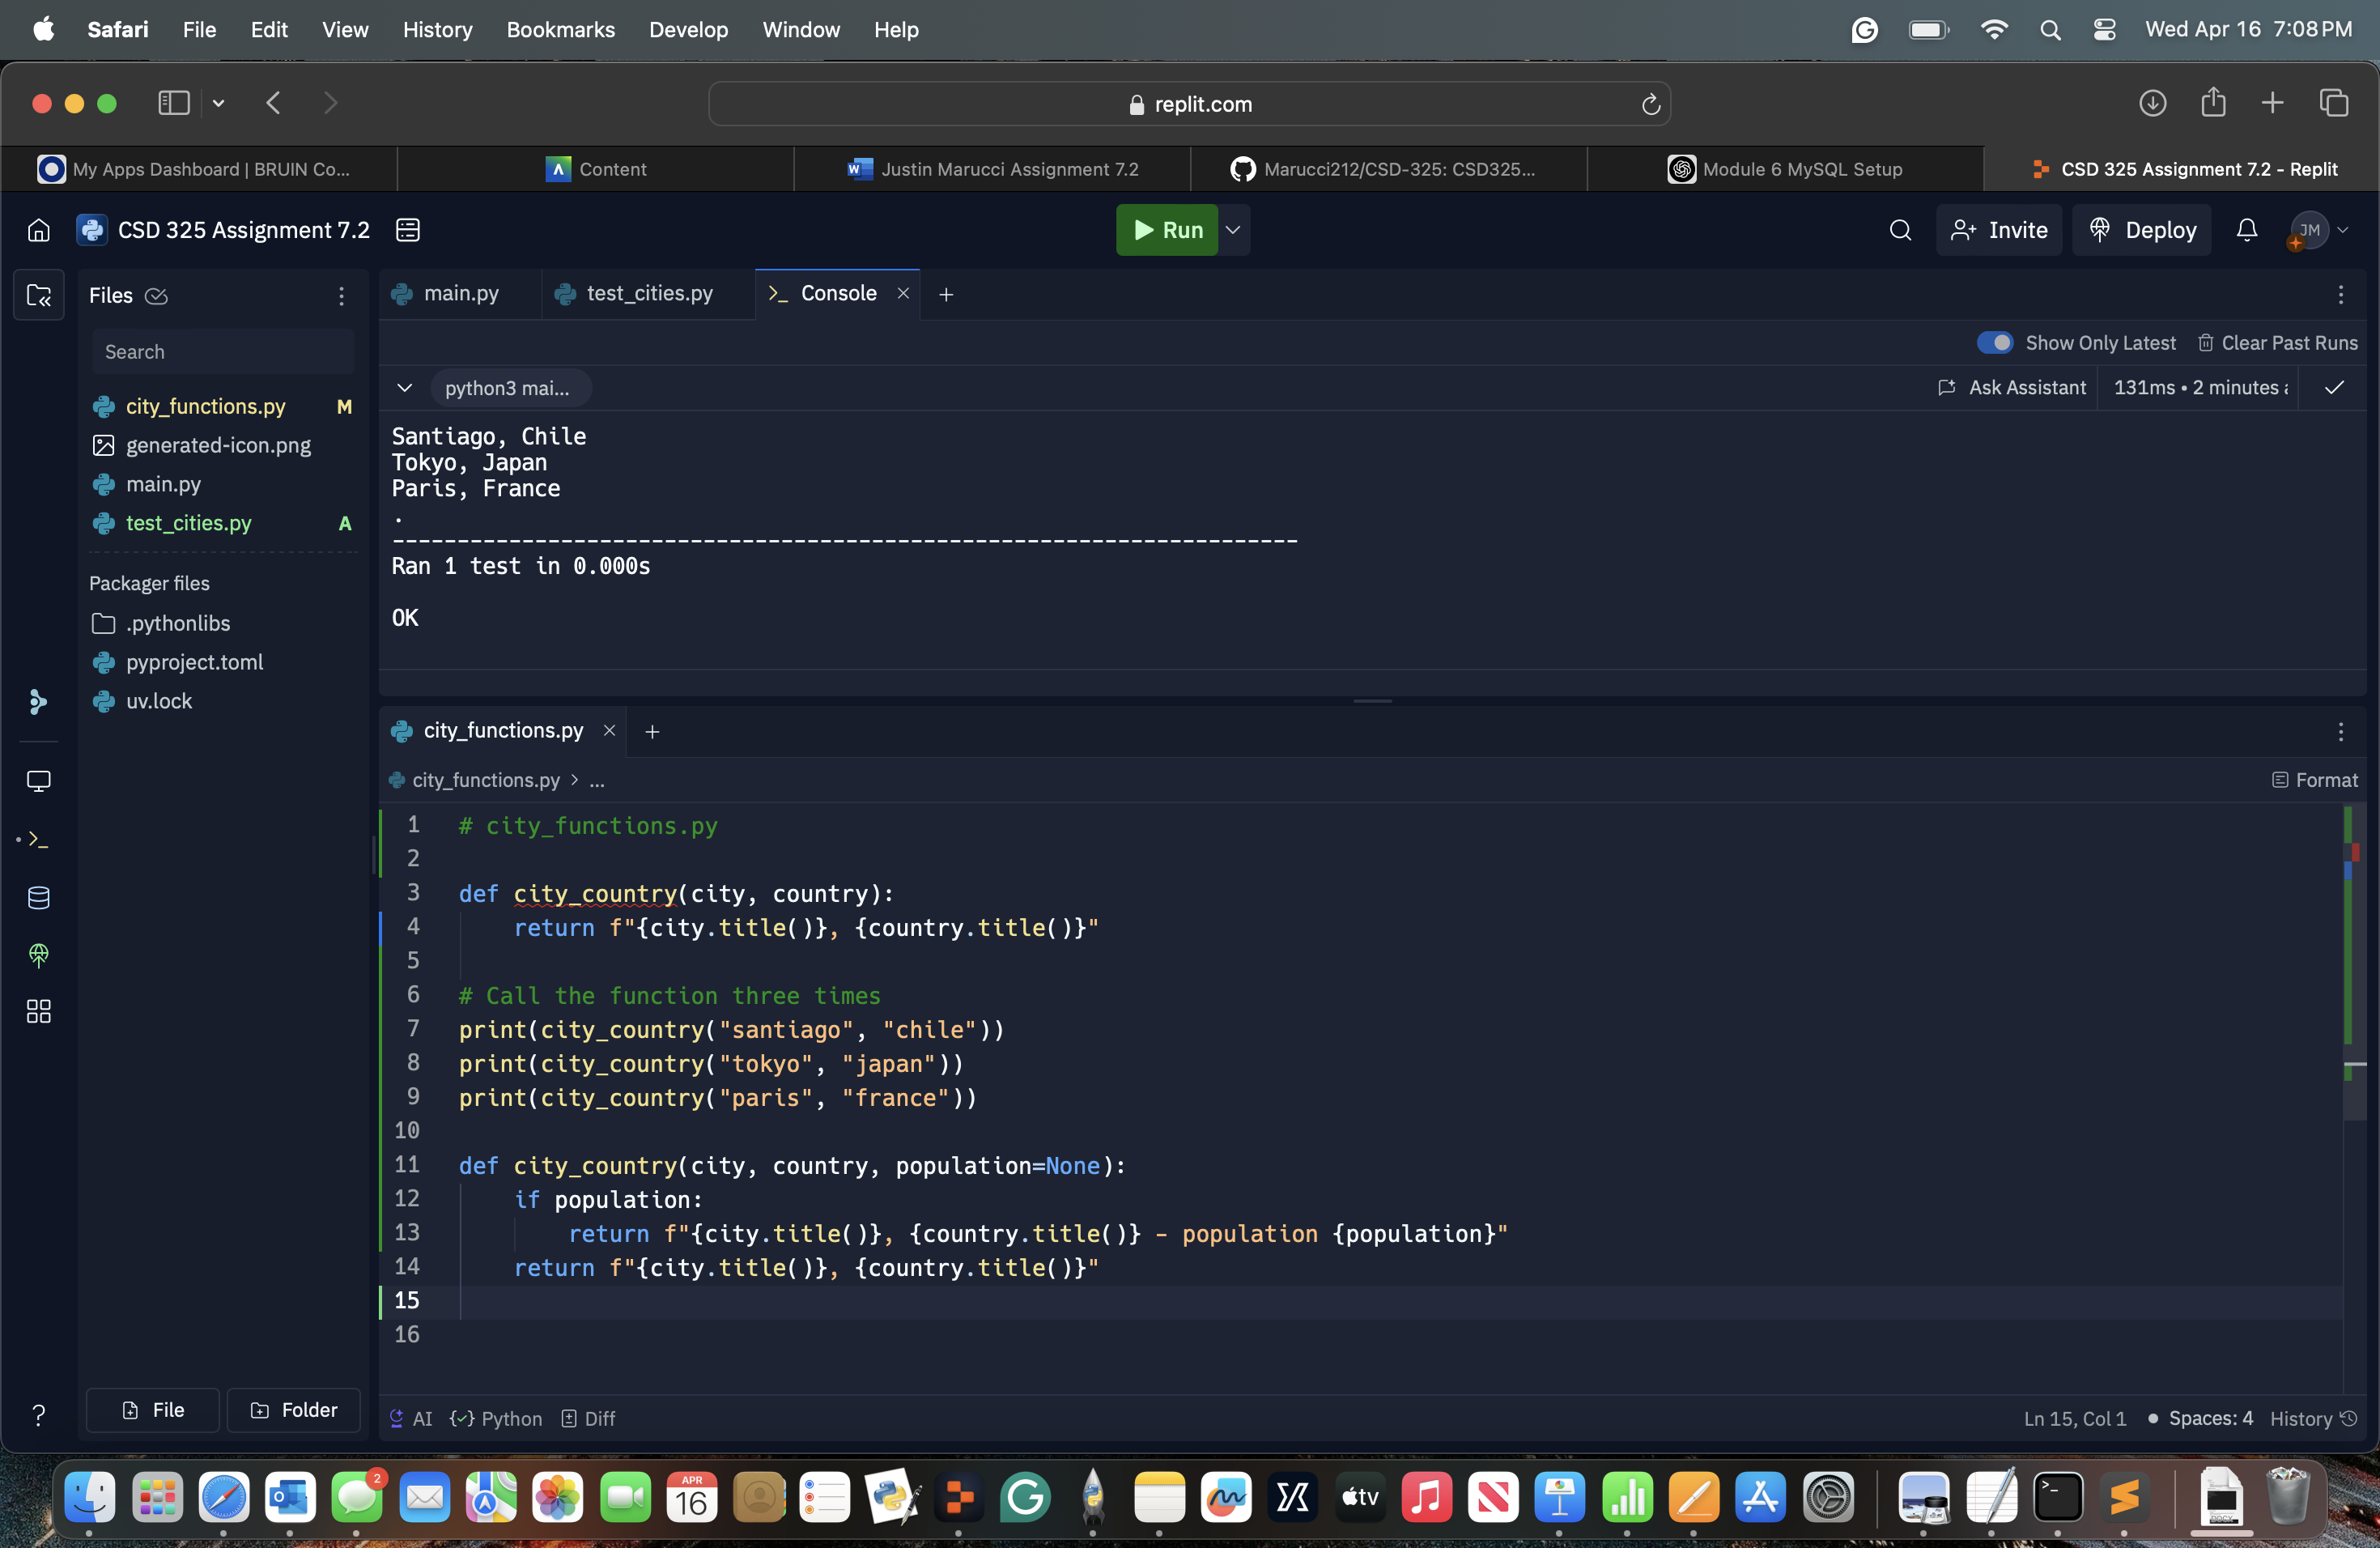 Safari File Edit View History Bookmarks Develop Window Help Wed Apr 16 7:08 PM
replit.com
My Apps Dashboard | BRUIN Co... Content Justin Marucci Assignment 7.2 Marucci212/CSD-325: CSD325... Module 6 MySQL Setup CSD 325 Assignment 7.2 - Replit
CSD 325 Assignment 7.2 Run Invite Deploy JM
Files
main.py test_cities.py Console
Search
Show Only Latest Clear Past Runs
python3 mai... Ask Assistant 131ms • 2 minutes a
city_functions.py M
generated-icon.png
main.py
test_cities.py A
Packager files
.pythonlibs
pyproject.toml
uv.lock
Santiago, Chile
Tokyo, Japan
Paris, France
.
----------------------------------------------------------------------
Ran 1 test in 0.000s
OK
city_functions.py
city_functions.py > ... Format
1 # city_functions.py
2
3 def city_country(city, country):
4     return f"{city.title()}, {country.title()}"
5
6 # Call the function three times
7 print(city_country("santiago", "chile"))
8 print(city_country("tokyo", "japan"))
9 print(city_country("paris", "france"))
10
11 def city_country(city, country, population=None):
12     if population:
13         return f"{city.title()}, {country.title()} - population {population}"
14     return f"{city.title()}, {country.title()}"
15
16
File Folder
AI Python Diff Ln 15, Col 1 • Spaces: 4 History
2
APR
16
tv
DOCX